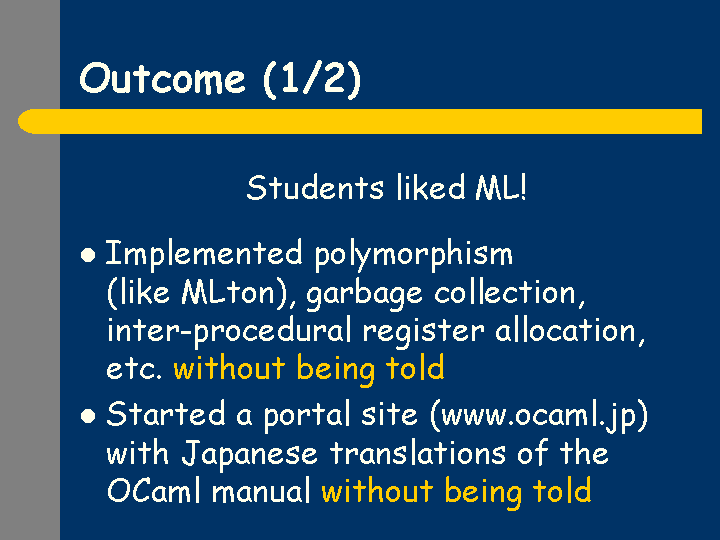 Outcome (1/2)
Students liked ML!
● Implemented polymorphism
(like MLton), garbage collection,
inter-procedural register allocation,
etc. without being told
● Started a portal site (www.ocaml.jp)
with Japanese translations of the
OCaml manual without being told